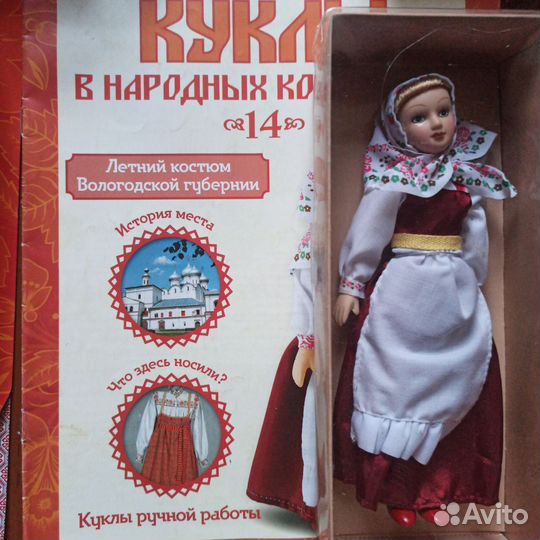 КУКЛ
В НАРОДНЫХ КО
14
Летний костюм
Вологодской губернии
История места
Что здесь носили?
Куклы ручной работы
Avito